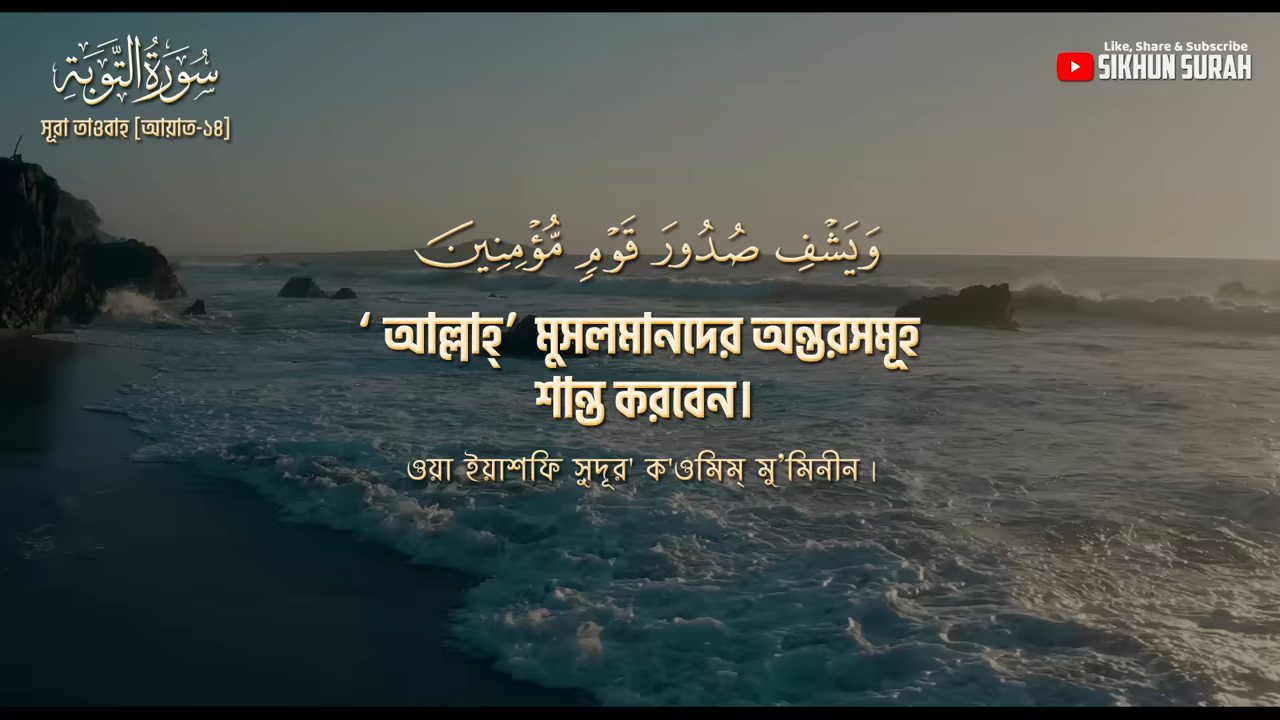 سُورَةُ التَّوْبَةِ
সূরা তাওবাহ [আয়াত-১৪]
Like, Share & Subscribe
SIKHUN SURAH
وَيَشْفِ صُدُورَ قَوْمٍ مُّؤْمِنِينَ
‘ আল্লাহ্’ মুসলমানদের অন্তরসমূহ
শান্ত করবেন।
ওয়া ইয়াশফি সুদূর' ক'ওমিম্ মু’মিনীন ।